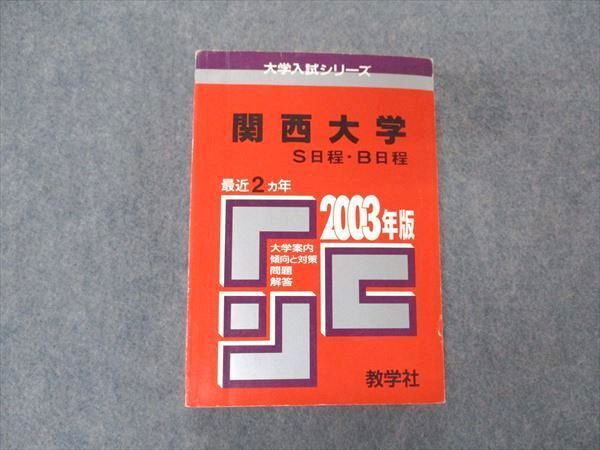 大学入試シリーズ
関西大学
S日程・B日程
最近2ヵ年
2003年版
大学案内
傾向と対策
問題
解答
教学社